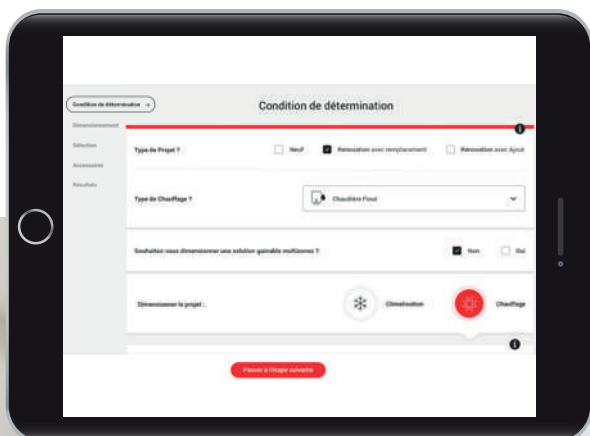 Condition de détermination →
Condition de détermination
Dimensionnement
Sélection
Accessoires
Résultats
Type de Projet ?
Neuf
Rénovation avec remplacement
Rénovation avec Ajout
Type de Chauffage ?
Chaudière Fioul
Souhaitez-vous dimensionner une solution gainable multizones ?
Non
Oui
Dimensionner le projet :
Climatisation
Chauffage
Passer à l'étape suivante